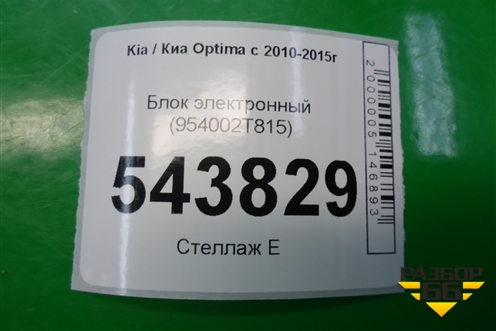 Kia / Киа Optima с 2010-2015г
Блок электронный
(954002T815)
543829
Стеллаж Е
2000005146893
РАЗБОР
66